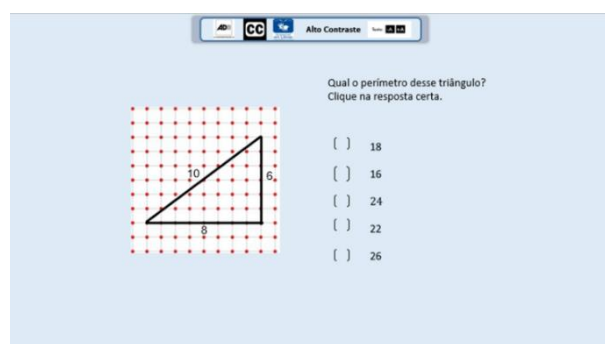 AD
CC
Alto Contraste
Qual o perímetro desse triângulo?
Clique na resposta certa.
10
6
8
( ) 18
( ) 16
( ) 24
( ) 22
( ) 26